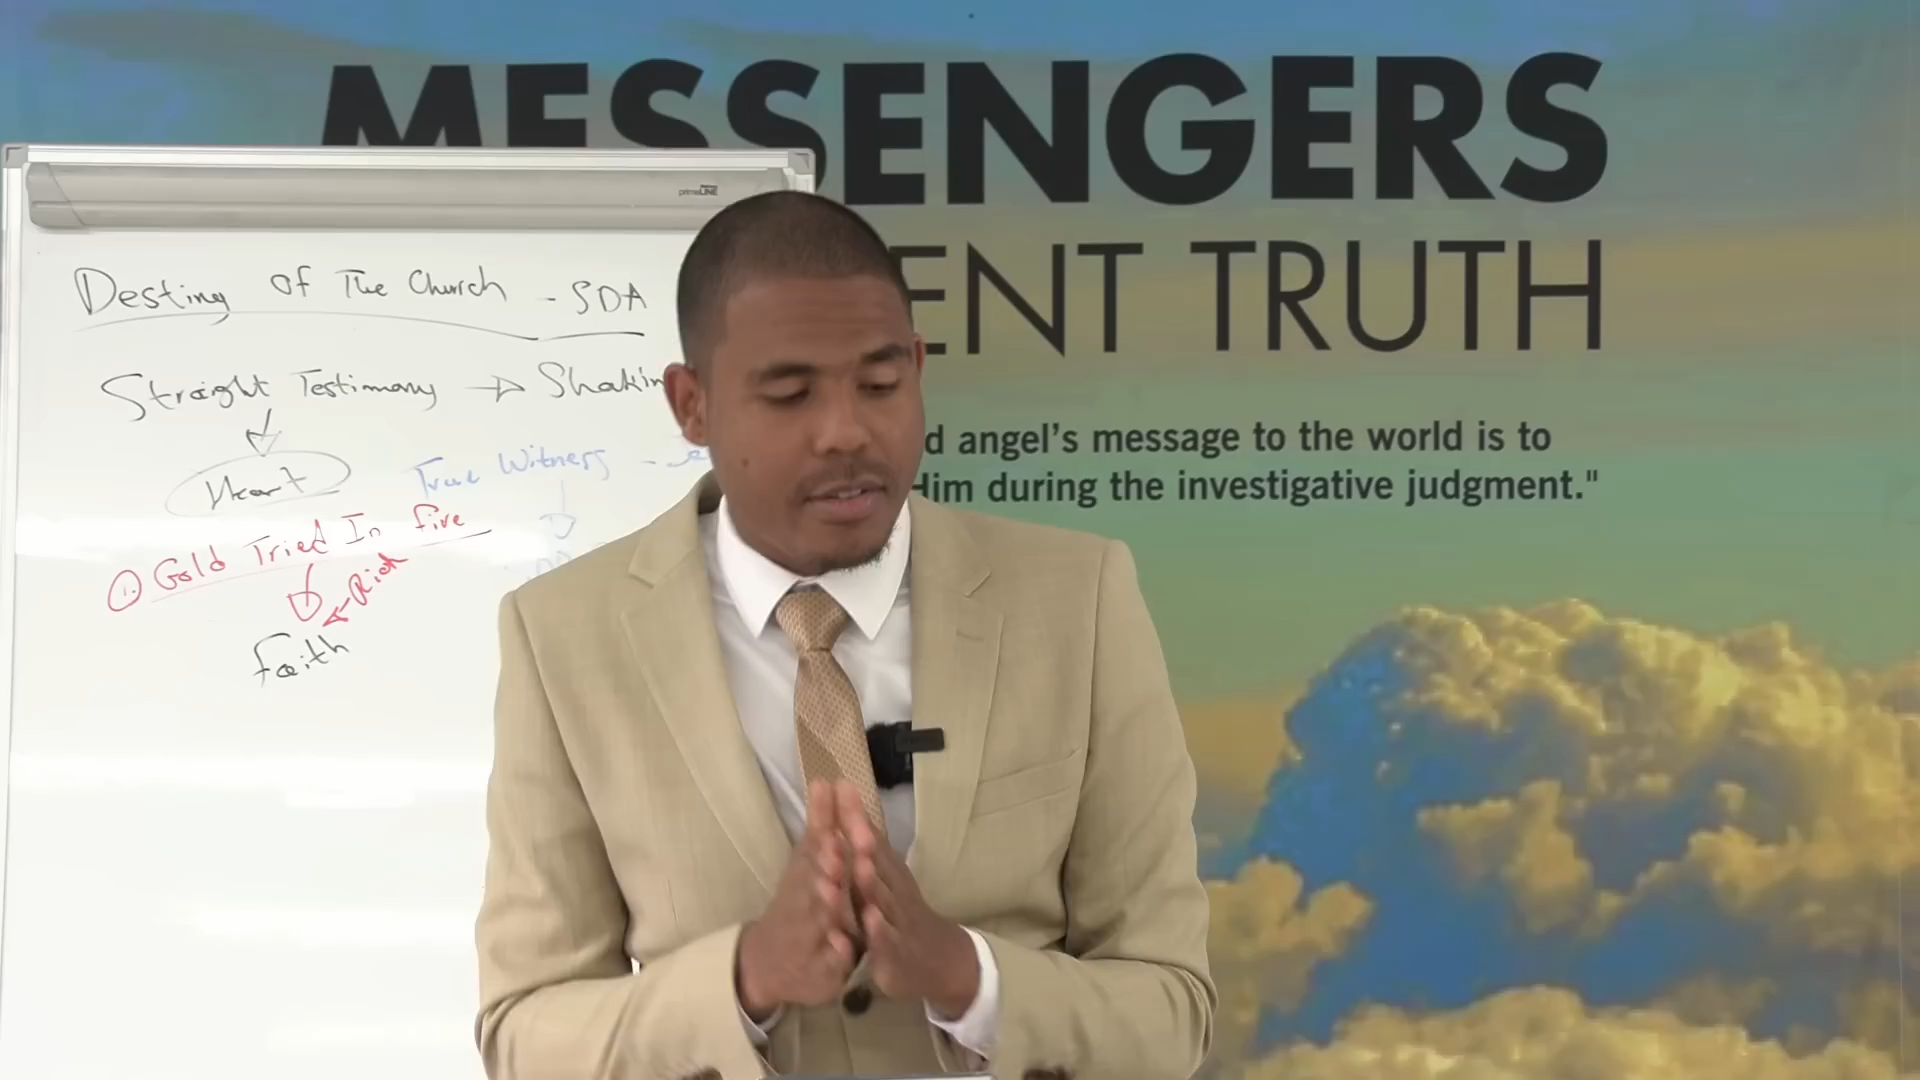 MESSENGERS
ENT TRUTH
d angel's message to the world is to
Him during the investigative judgment."
primeLINE
Destiny of The Church - SDA
Straight Testimony → Shakin
Heart
True Witness -
① Gold Tried In fire
Rich
faith